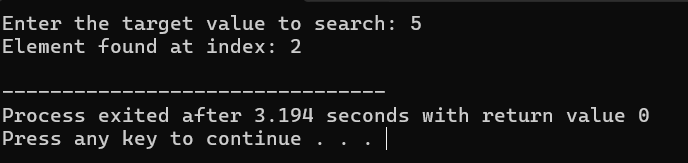 Enter the target value to search: 5
Element found at index: 2
--------------------------------
Process exited after 3.194 seconds with return value 0
Press any key to continue . . .